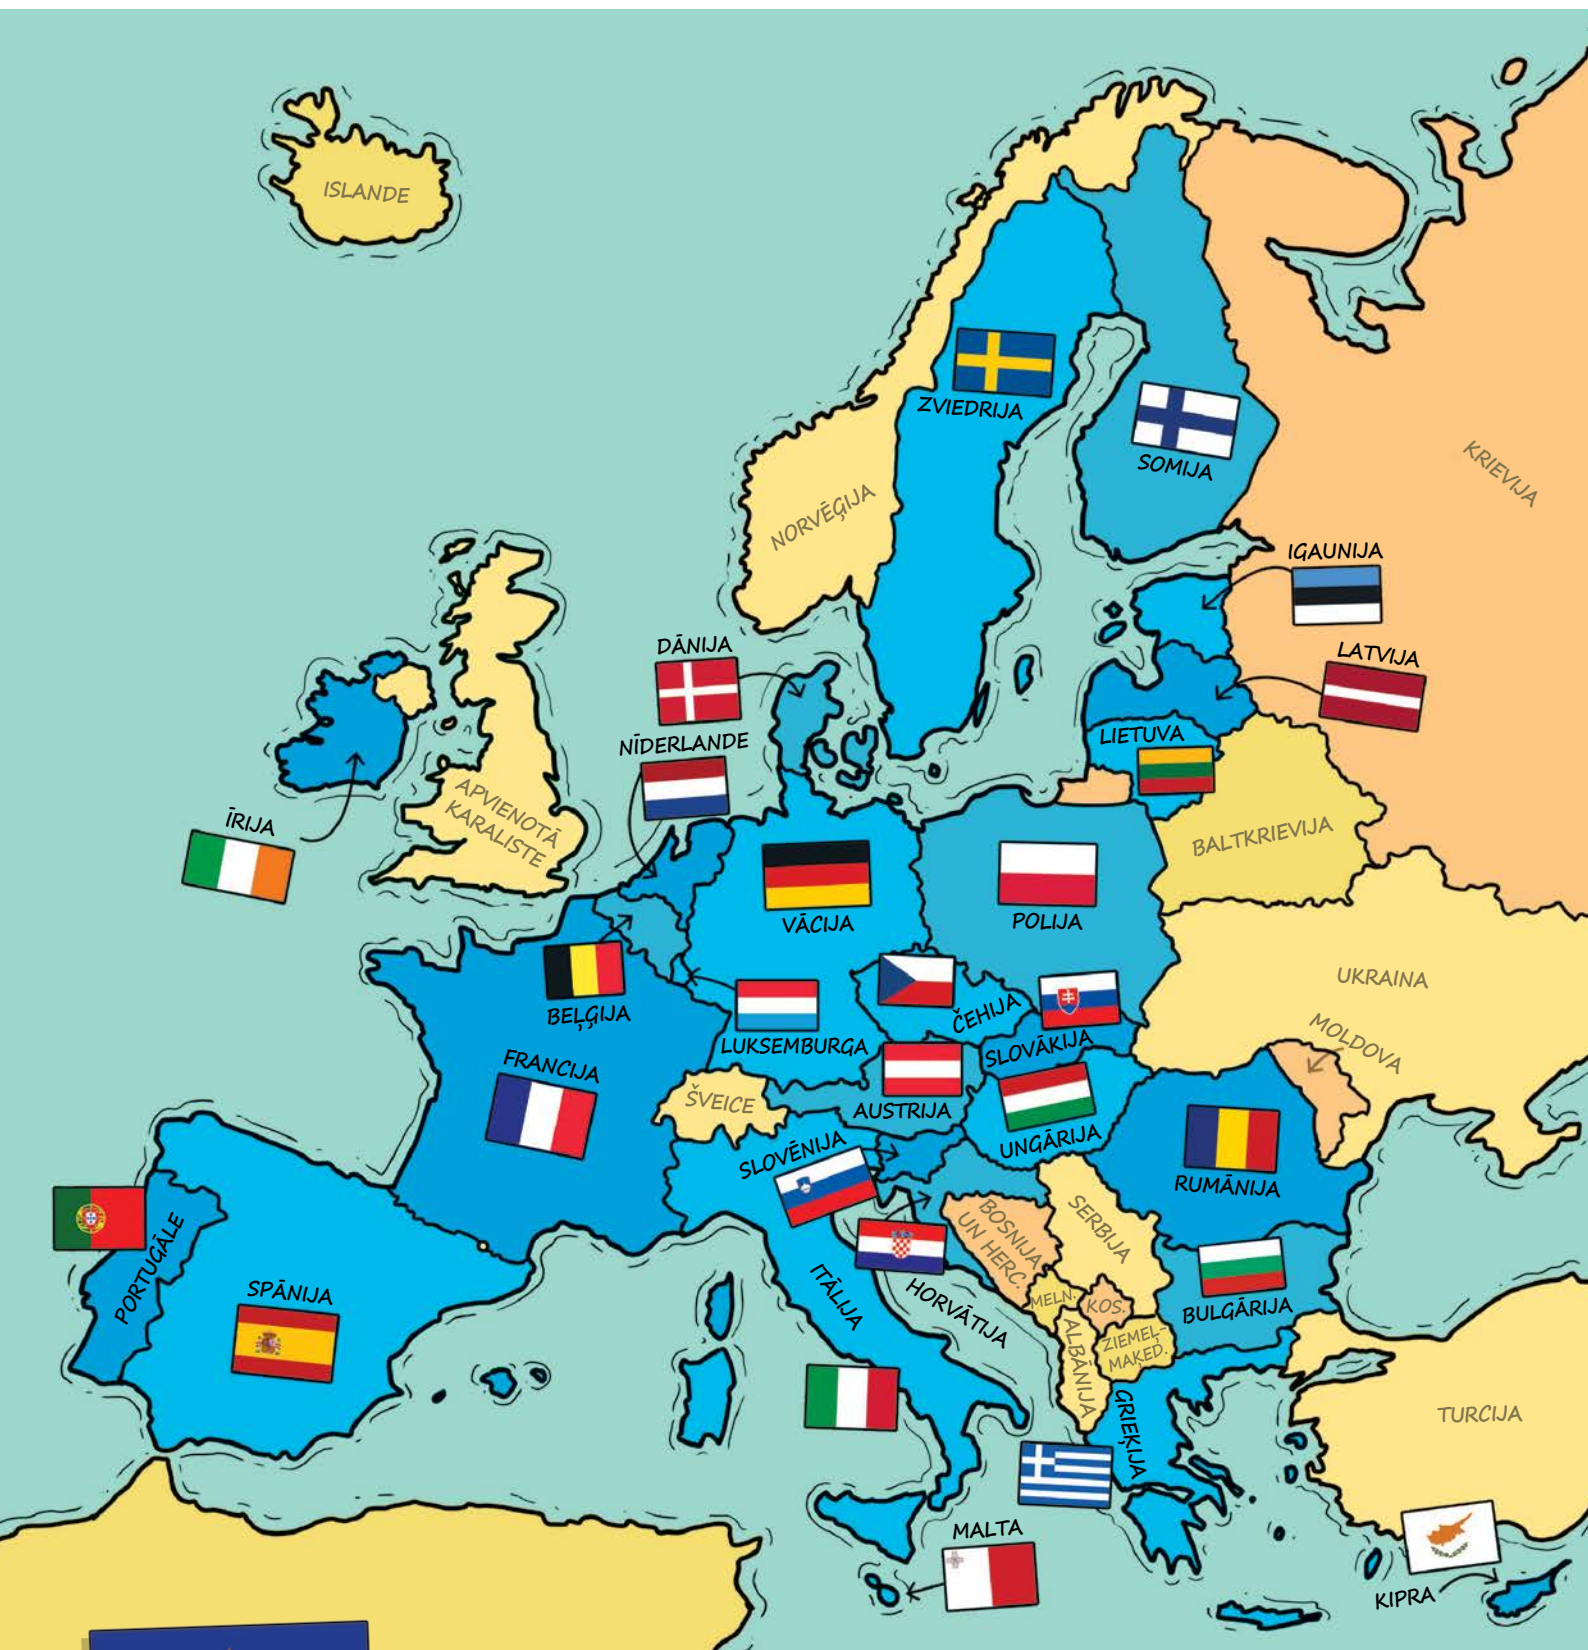 ISLANDE
ZVIEDRIJA
SOMIJA
KRIEVIJA
NORVĒĢIJA
IGAUNIJA
DĀNIJA
LATVIJA
NĪDERLANDE
LIETUVA
ĪRIJA
APVIENOTĀ
KARALISTE
BALTKRIEVIJA
VĀCIJA
POLIJA
UKRAINA
BEĻĢIJA
ČEHIJA
MOLDOVA
LUKSEMBURGA
SLOVĀKIJA
FRANCIJA
ŠVEICE
AUSTRIJA
UNGĀRIJA
SLOVĒNIJA
RUMĀNIJA
PORTUGĀLE
BOSNIJA
UN HERC.
SERBIJA
SPĀNIJA
ITĀLIJA
HORVĀTIJA
MELN.
KOS.
BULGĀRIJA
ALBĀNIJA
ZIEMEĻ-
MAĶED.
GRIEĶIJA
TURCIJA
MALTA
KIPRA